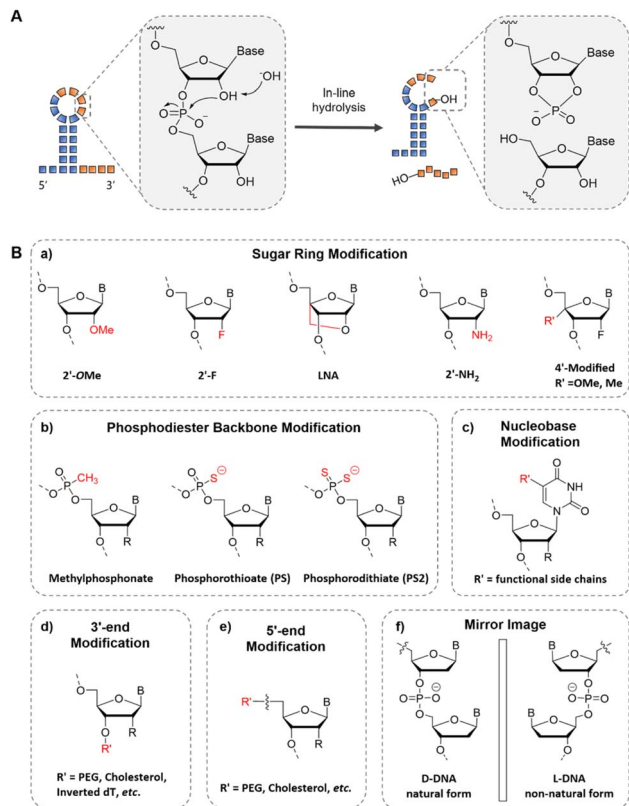 A
Base
OH
-OH
O=P-O-
Base
OH
5'
3'
In-line
hydrolysis
OH
HO
Base
HO
Base
OH
B
a)
Sugar Ring Modification
B
OMe
2'-OMe
B
F
2'-F
B
LNA
B
NH2
2'-NH2
B
R'
F
4'-Modified
R' =OMe, Me
b)
Phosphodiester Backbone Modification
CH3
B
R
Methylphosphonate
S
B
R
Phosphorothioate (PS)
S
S
B
R
Phosphorodithiate (PS2)
c)
Nucleobase
Modification
R'
O
NH
N
O
R
R' = functional side chains
d)
3'-end
Modification
B
R
O
R'
R' = PEG, Cholesterol,
Inverted dT, etc.
e)
5'-end
Modification
R'
B
R
R' = PEG, Cholesterol, etc.
f)
Mirror Image
B
B
D-DNA
natural form
B
B
L-DNA
non-natural form